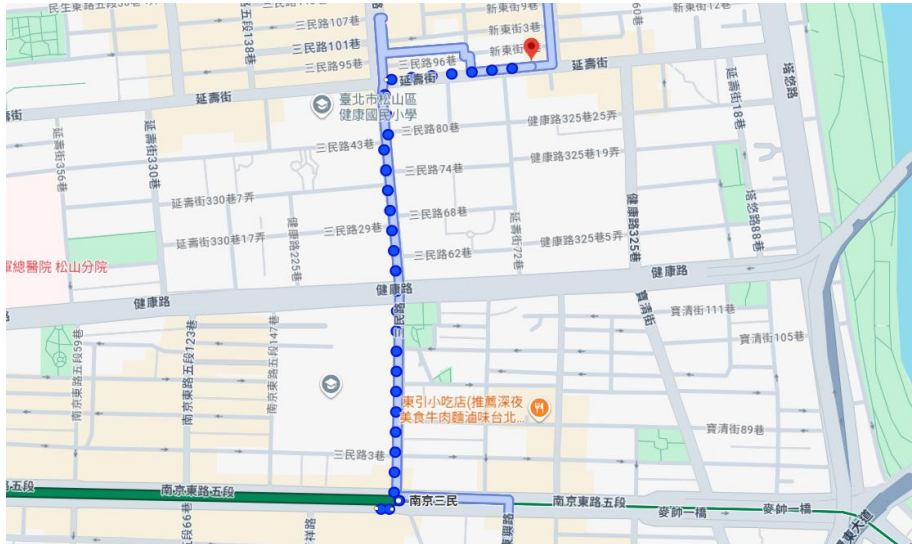 新東街9巷
新東街12巷
三民路107巷
新東街3巷
三民路101巷
五段138巷
三民路95巷
三民路96巷
延壽街
延壽街
延壽街18巷
塔悠路
臺北市松山區
健康國民小學
三民路80巷
健康路325巷25弄
三民路43巷
健康路325巷19弄
延壽街356巷
延壽街330巷
三民路74巷
延壽街330巷7弄
三民路68巷
健康路325巷
塔悠路88巷
延壽街330巷17弄
健康路225巷
三民路29巷
延壽街72巷
健康路325巷5弄
三民路62巷
總醫院 松山分院
健康路
健康路
健康路
三民路
寶清街
寶清街111巷
寶清街105巷
南京東路五段59巷
南京東路五段123巷
南京東路五段147巷
東引小吃店(推薦深夜
美食牛肉麵滷味台北...
寶清街89巷
三民路3巷
五段
南京東路五段
南京三民
南京東路五段
麥帥一橋
麥帥一橋
五段66巷
東興路
東大道